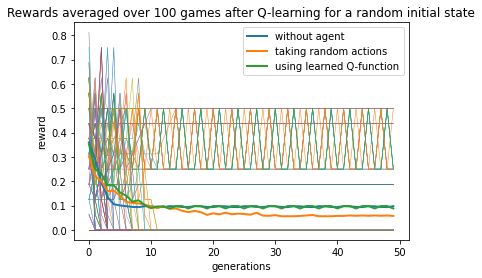 Rewards averaged over 100 games after Q-learning for a random initial state
without agent
taking random actions
using learned Q-function
reward
0.8
0.7
0.6
0.5
0.4
0.3
0.2
0.1
0.0
0
10
20
30
40
50
generations